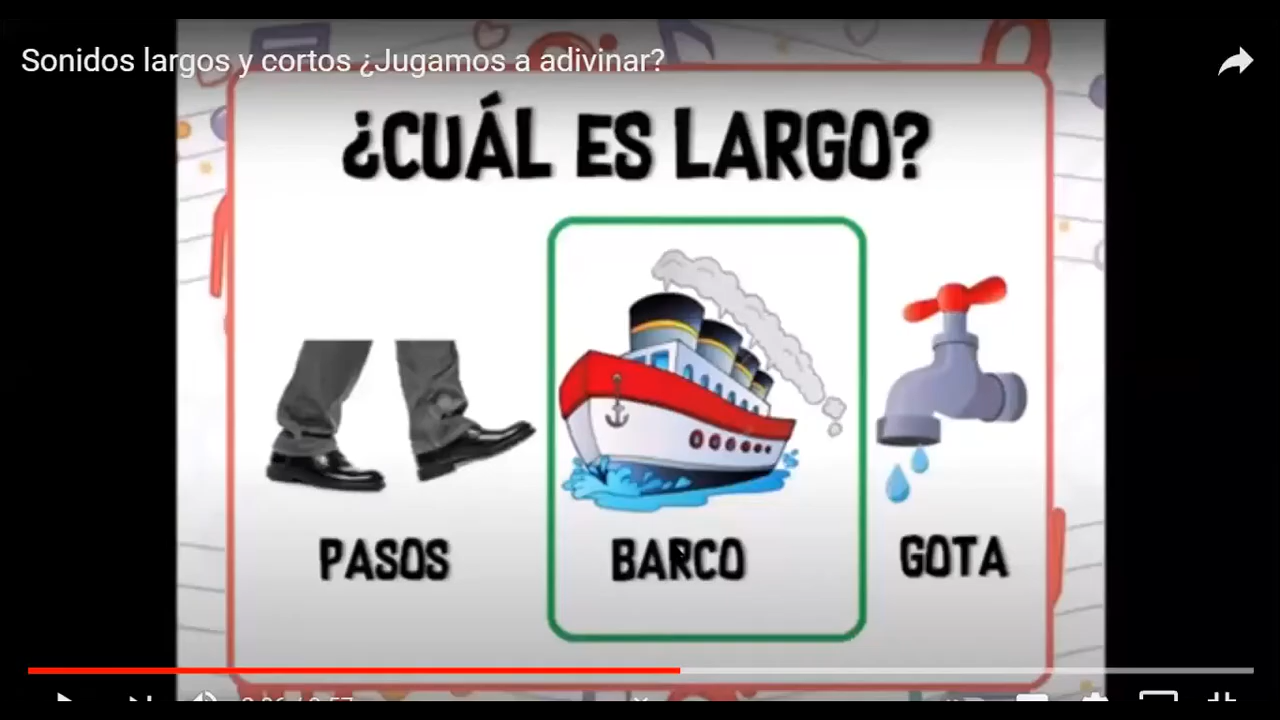 Sonidos largos y cortos ¿Jugamos a adivinar?
¿CUÁL ES LARGO?
PASOS
BARCO
GOTA